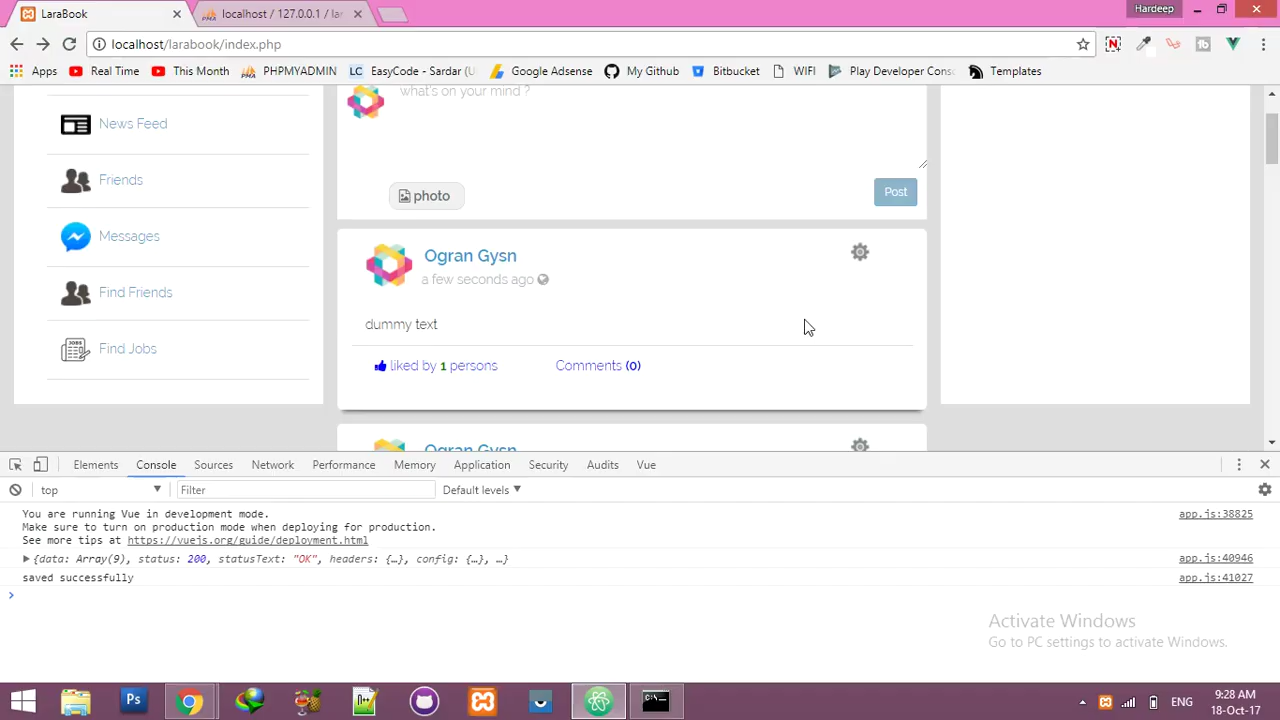 LaraBook
localhost / 127.0.0.1 / la
Hardeep
localhost/larabook/index.php
Apps
Real Time
This Month
PHPMYADMIN
LC EasyCode - Sardar (U
Google Adsense
My Github
Bitbucket
WIFI
Play Developer Cons
Templates
what's on your mind ?
News Feed
Friends
Messages
Find Friends
Find Jobs
photo
Post
Ogran Gysn
a few seconds ago
dummy text
liked by 1 persons
Comments (0)
Ogran Gysn
Elements Console Sources Network Performance Memory Application Security Audits Vue
top
Filter
Default levels ▼
You are running Vue in development mode. app.js:38825
Make sure to turn on production mode when deploying for production.
See more tips at https://vuejs.org/guide/deployment.html
{data: Array(9), status: 200, statusText: "OK", headers: {…}, config: {…}, …} app.js:40946
saved successfully app.js:41027
Activate Windows
Go to PC settings to activate Windows.
Ps
ENG
9:28 AM
18-Oct-17